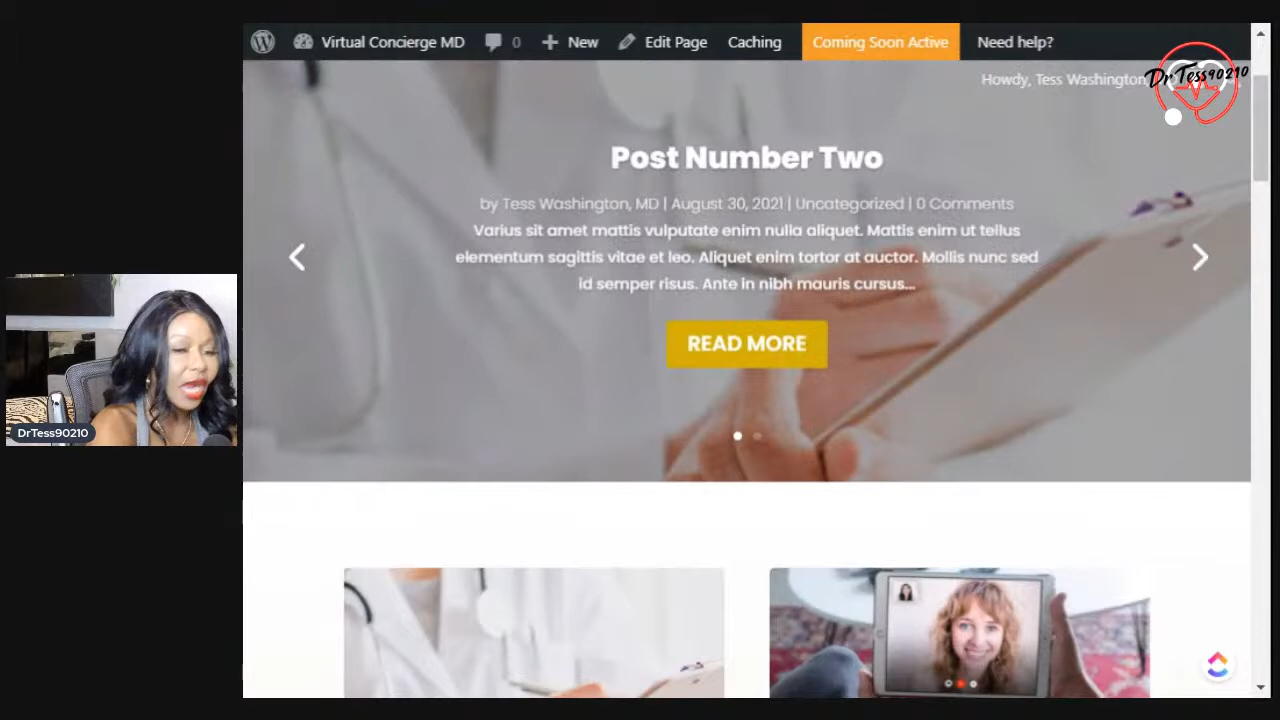 Virtual Concierge MD 0 New Edit Page Caching Coming Soon Active Need help?
Howdy, Tess Washington,
DrTess90210
Post Number Two
by Tess Washington, MD | August 30, 2021 | Uncategorized | 0 Comments
Varius sit amet mattis vulputate enim nulla aliquet. Mattis enim ut tellus
elementum sagittis vitae et leo. Aliquet enim tortor at auctor. Mollis nunc sed
id semper risus. Ante in nibh mauris cursus...
READ MORE
DrTess90210